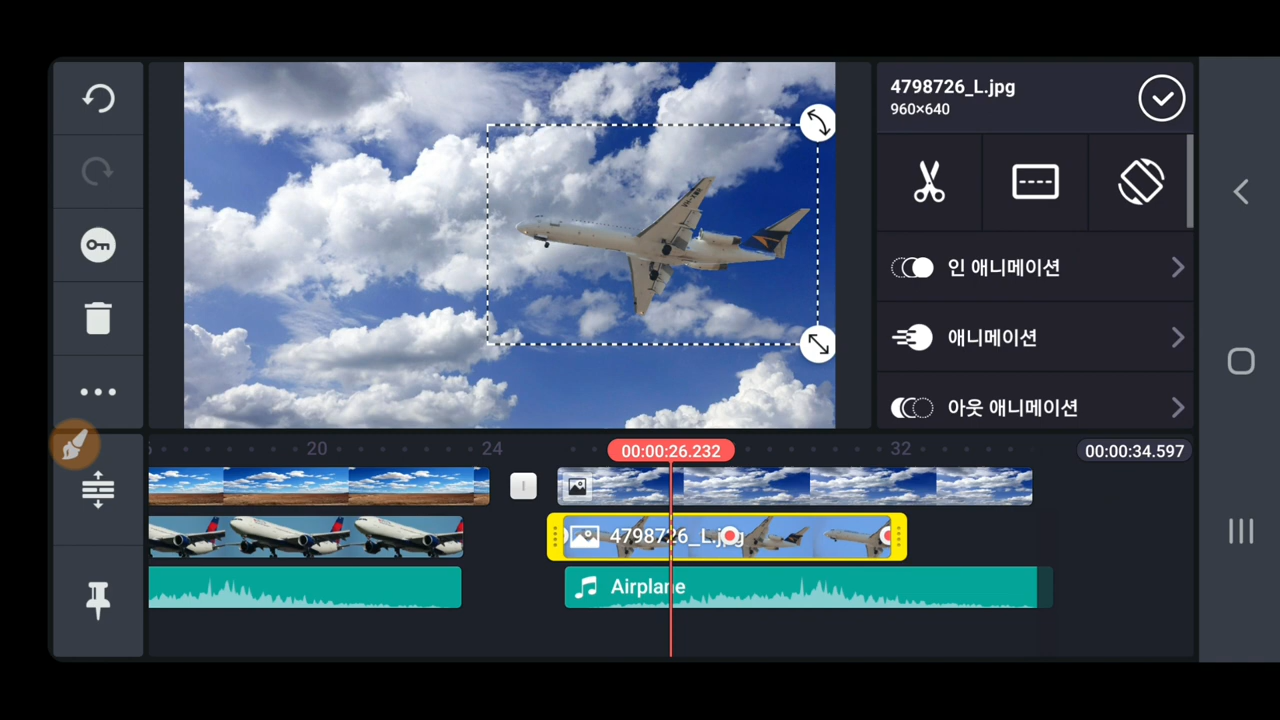 4798726_L.jpg
960×640
인 애니메이션
애니메이션
아웃 애니메이션
20
24
00:00:26.232
32
00:00:34.597
4798726_L.jpg
Airplane